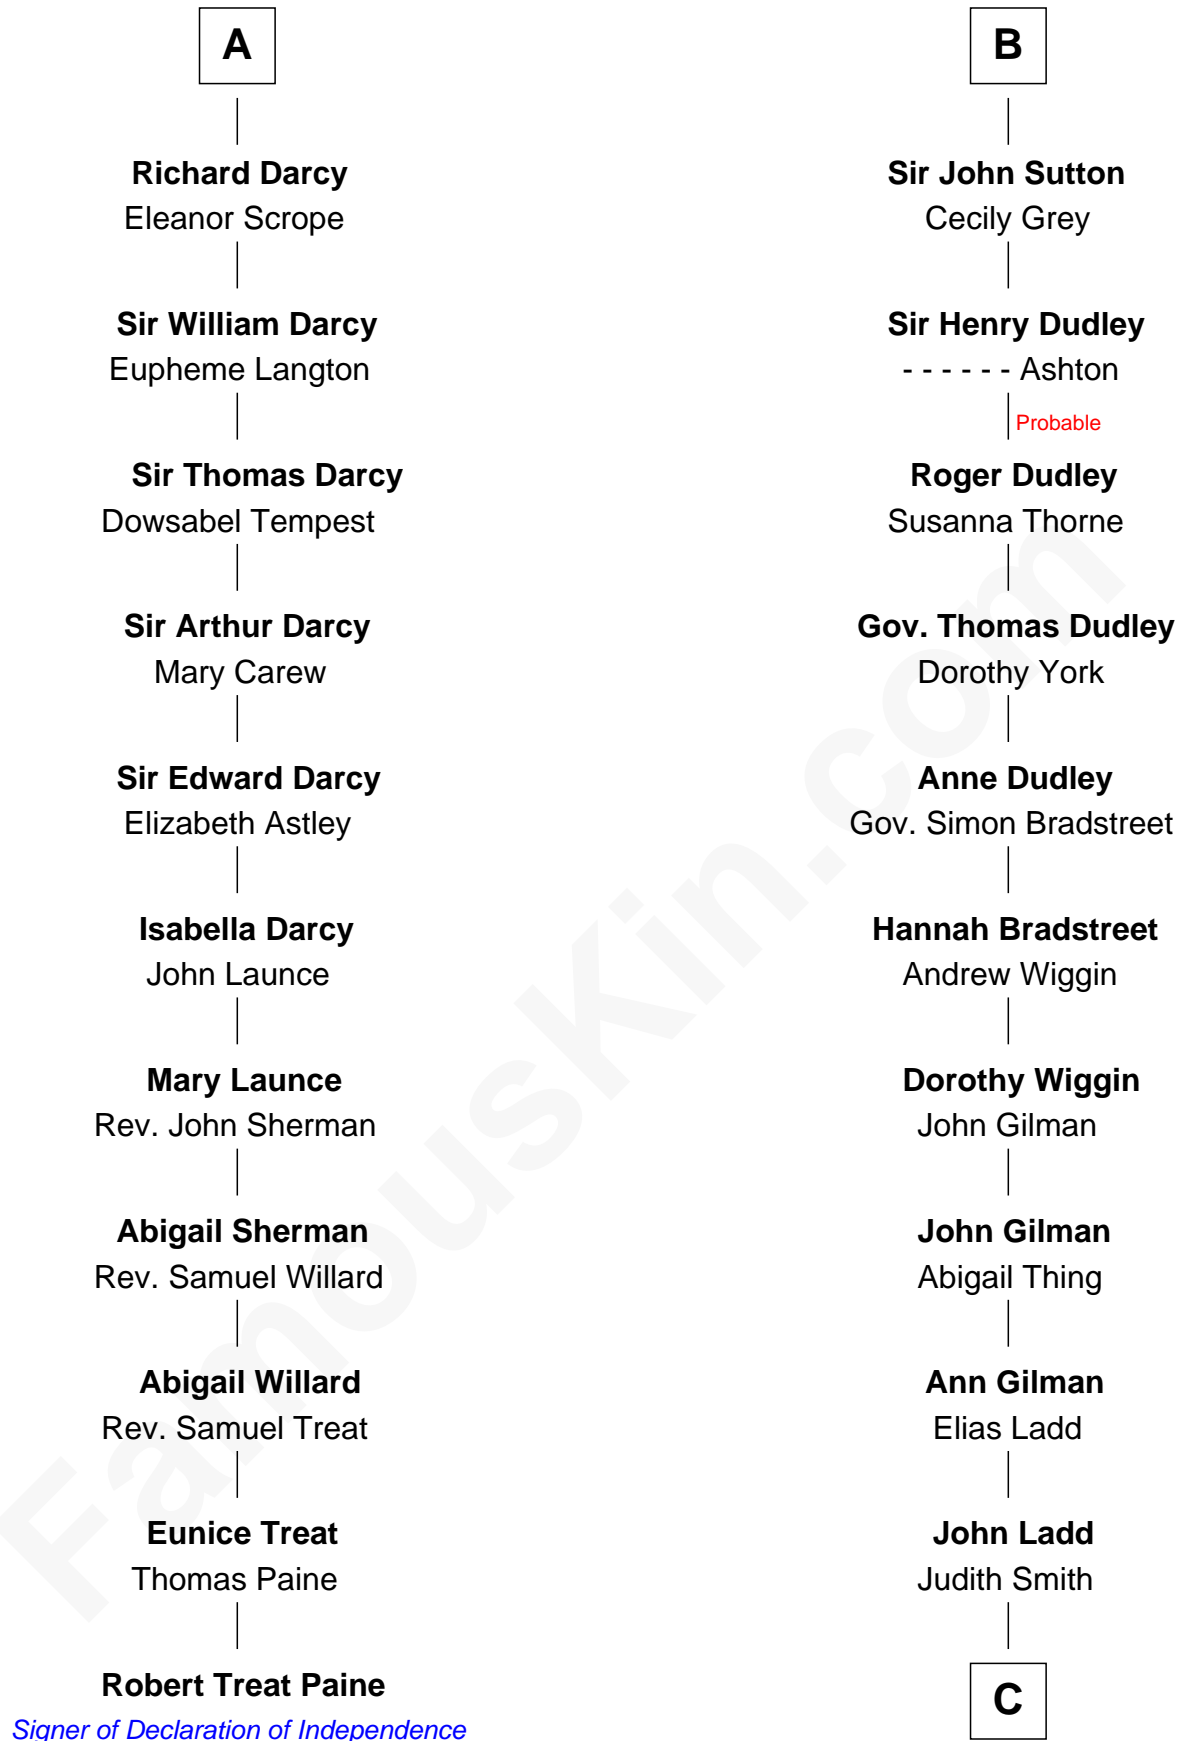 A
Richard Darcy
Eleanor Scrope
Sir William Darcy
Eupheme Langton
Sir Thomas Darcy
Dowsabel Tempest
Sir Arthur Darcy
Mary Carew
Sir Edward Darcy
Elizabeth Astley
Isabella Darcy
John Launce
Mary Launce
Rev. John Sherman
Abigail Sherman
Rev. Samuel Willard
Abigail Willard
Rev. Samuel Treat
Eunice Treat
Thomas Paine
Robert Treat Paine
Signer of Declaration of Independence
B
Sir John Sutton
Cecily Grey
Sir Henry Dudley
- - - - - - Ashton
Probable
Roger Dudley
Susanna Thorne
Gov. Thomas Dudley
Dorothy York
Anne Dudley
Gov. Simon Bradstreet
Hannah Bradstreet
Andrew Wiggin
Dorothy Wiggin
John Gilman
John Gilman
Abigail Thing
Ann Gilman
Elias Ladd
John Ladd
Judith Smith
C
FamousKin.com